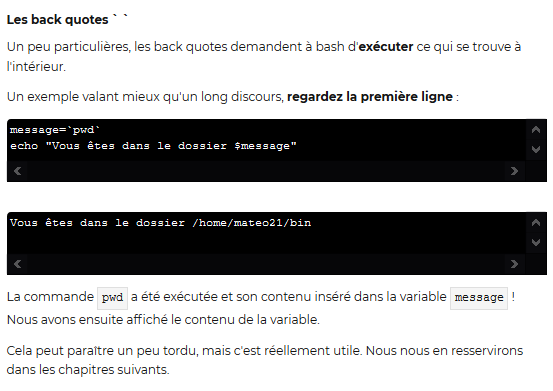 Les back quotes ` `
Un peu particulières, les back quotes demandent à bash d'exécuter ce qui se trouve à
l'intérieur.
Un exemple valant mieux qu'un long discours, regardez la première ligne :
message=`pwd`
echo "Vous êtes dans le dossier $message"
Vous êtes dans le dossier /home/mateo21/bin
La commande pwd a été exécutée et son contenu inséré dans la variable message !
Nous avons ensuite affiché le contenu de la variable.
Cela peut paraître un peu tordu, mais c'est réellement utile. Nous nous en resservirons
dans les chapitres suivants.